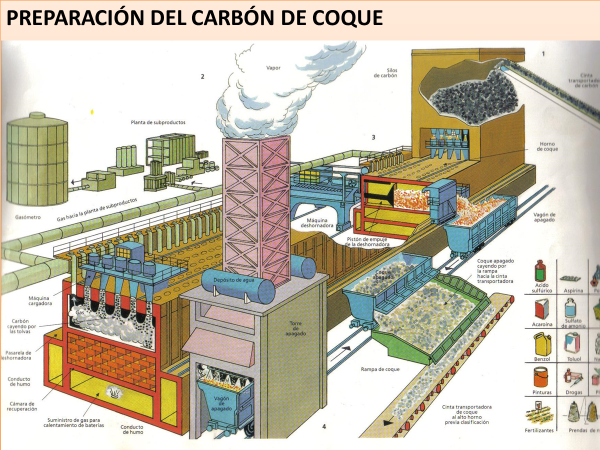 PREPARACIÓN DEL CARBÓN DE COQUE
1
2
Vapor
Silos
de carbón
Cinta
de carbón
Planta de subproductos
3
Horno
de coque
Gasómetro
Gas hacia la planta de subproductos
Máquina
deshornadora
Vagón de
apagado
Pistón de empuje
de la deshornadora
Coque apagado
cayendo por
la rampa
hacia la cinta
transportadora
Coque
apagado
Depósito de agua
Máquina
cargadora
Carbón
cayendo por
las tolvas
Pasarela de
deshornadora
Conducto
de humo
Cámara de
recuperación
Suministro de gas para
calentamiento de baterías
Conducto
de humo
Torre
de
apagado
Vagón
de
apagado
4
Rampa de coque
Cinta transportadora
de coque
al alto horno
previa clasificación
Acido
sulfúrico
Aspirina
Sulfato
de amonio
Benzol
Toluol
Pinturas
Drogas
Fertilizantes
Prendas de